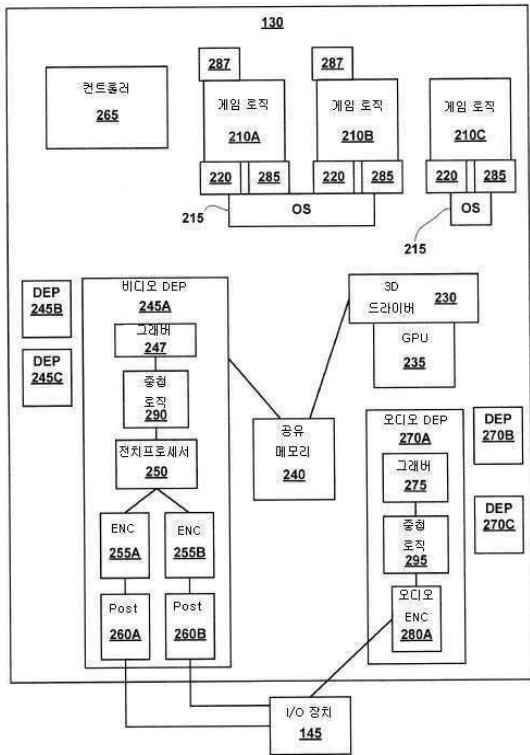 130
컨트롤러
265
287
게임 로직
210A
287
게임 로직
210B
게임 로직
210C
220
285
220
285
220
285
OS
215
OS
215
DEP
245B
DEP
245C
비디오 DEP
245A
그래버
247
중첩
로직
290
전치프로세서
250
ENC
255A
ENC
255B
Post
260A
Post
260B
3D
드라이버
230
GPU
235
공유
메모리
240
오디오 DEP
270A
그래버
275
중첩
로직
295
오디오
ENC
280A
DEP
270B
DEP
270C
I/O 장치
145